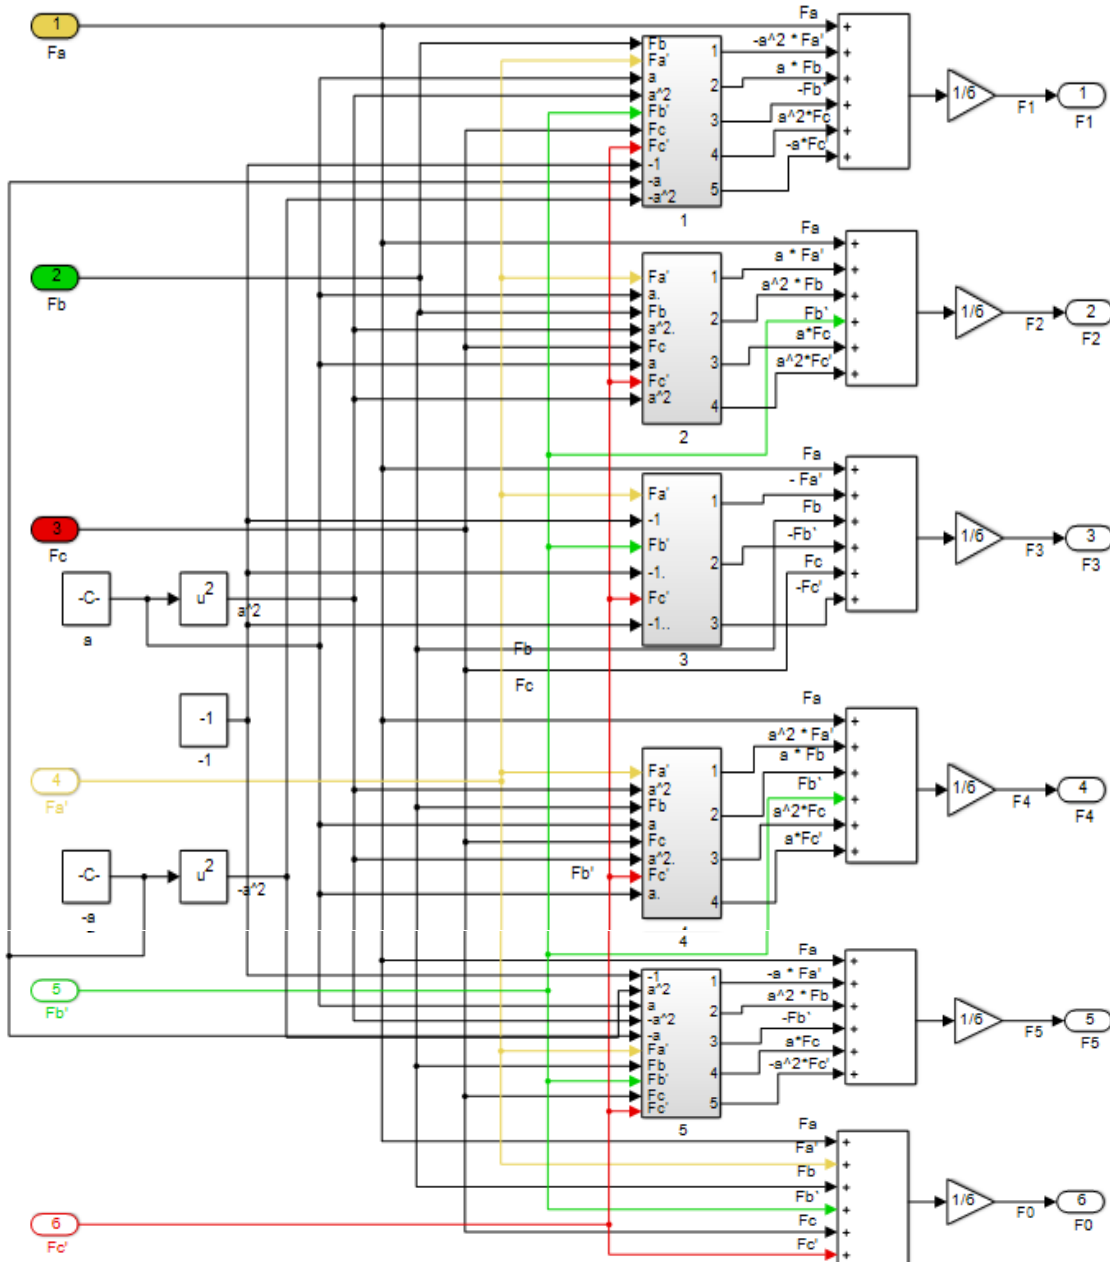 1
Fa
2
Fb
3
Fc
-C-
a
u2
a^2
-1
-1
4
Fa'
-C-
-a
u2
-a^2
5
Fb'
6
Fc'
Fb
Fa'
a
a^2
Fb'
Fc
Fc'
-1
-a
-a^2
1
2
3
4
5
1
Fa
-a^2 * Fa'
a * Fb
-Fb'
a^2*Fc
-a*Fc'
+
+
+
+
+
+
1/6
F1
1
F1
Fa'
a.
Fb
a^2.
Fc
a
Fc'
a^2
1
2
3
4
2
Fa
a * Fa'
a^2 * Fb
Fb`
a*Fc
a^2*Fc'
+
+
+
+
+
+
1/6
F2
2
F2
Fa'
-1
Fb'
-1.
Fc'
-1..
1
2
3
3
Fb
Fc
Fa
- Fa'
Fb
-Fb`
Fc
-Fc'
+
+
+
+
+
+
1/6
F3
3
F3
Fa'
a^2
Fb
a
Fc
a^2.
Fc'
a.
1
2
3
4
4
Fb'
Fa
a^2 * Fa'
a * Fb
Fb`
a^2*Fc
a*Fc'
+
+
+
+
+
+
1/6
F4
4
F4
-1
a^2
a
-a^2
-a
Fa'
Fb
Fb'
Fc
Fc'
1
2
3
4
5
5
Fa
-a * Fa'
a^2 * Fb
-Fb`
a*Fc
-a^2*Fc'
+
+
+
+
+
+
1/6
F5
5
F5
Fa
Fa'
Fb
Fb`
Fc
Fc'
+
+
+
+
+
+
1/6
F0
6
F0